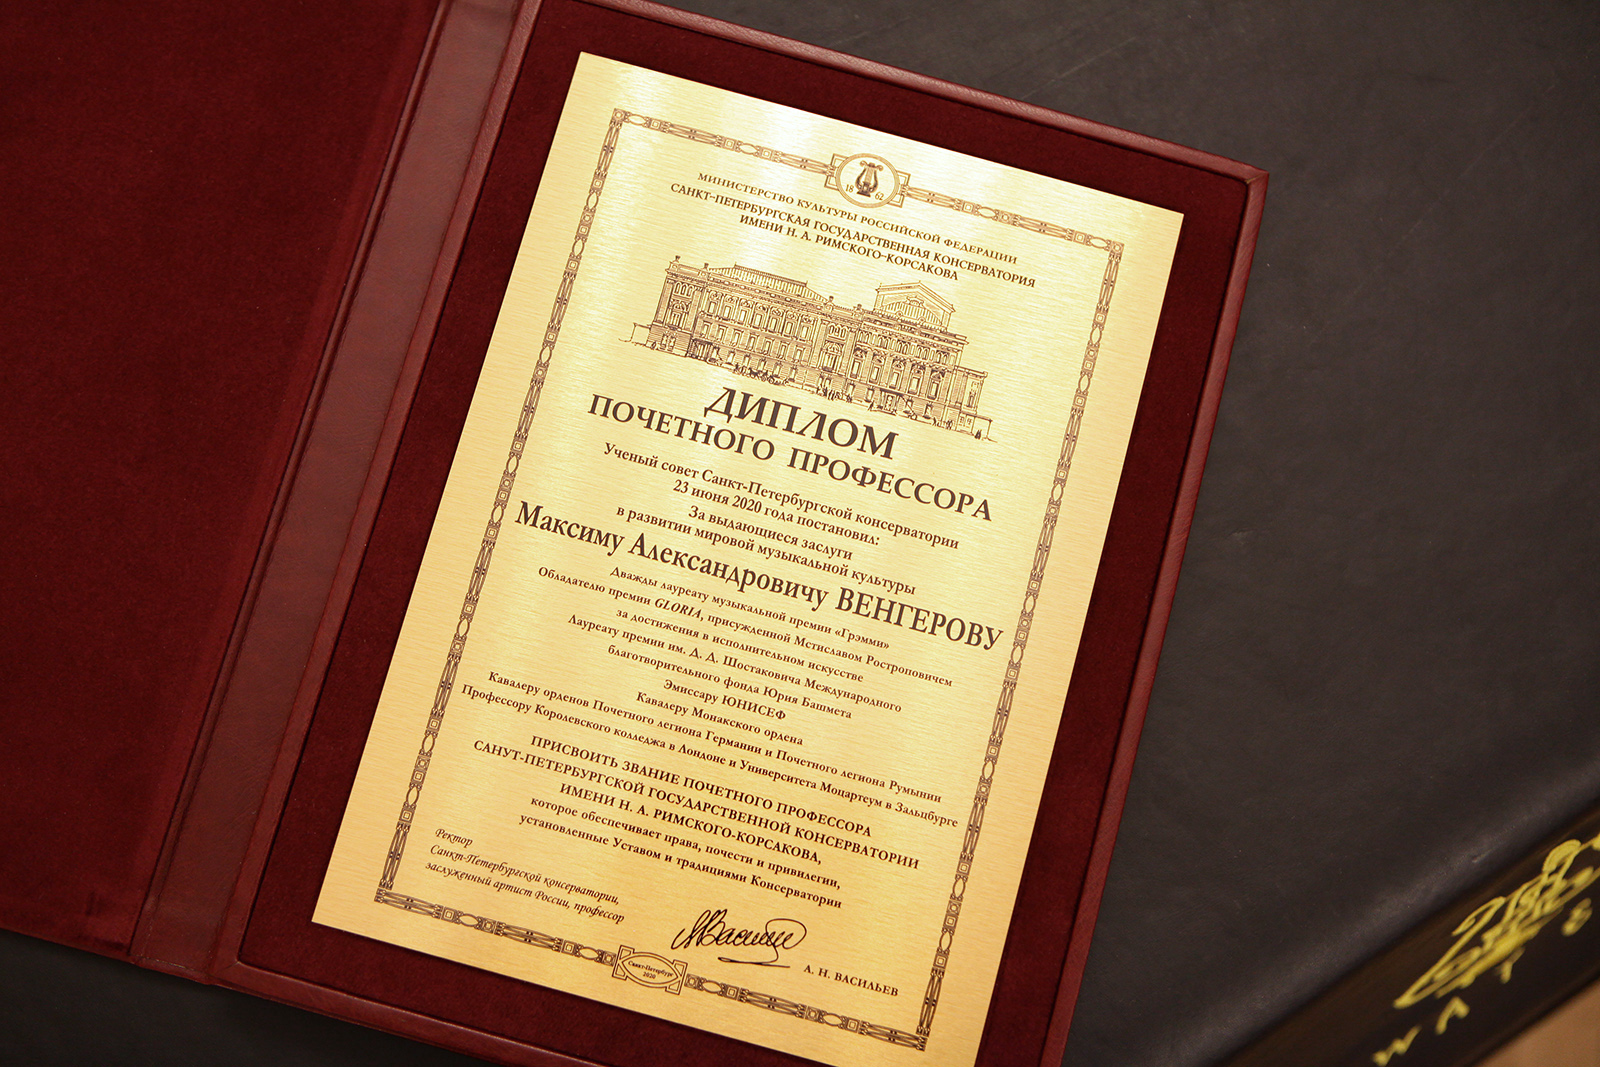 18 62
МИНИСТЕРСТВО КУЛЬТУРЫ РОССИЙСКОЙ ФЕДЕРАЦИИ
САНКТ-ПЕТЕРБУРГСКАЯ ГОСУДАРСТВЕННАЯ КОНСЕРВАТОРИЯ
ИМЕНИ Н. А. РИМСКОГО-КОРСАКОВА
ДИПЛОМ
ПОЧЕТНОГО ПРОФЕССОРА
Ученый совет Санкт-Петербургской консерватории
23 июня 2020 года постановил:
За выдающиеся заслуги
в развитии мировой музыкальной культуры
Максиму Александровичу ВЕНГЕРОВУ
Дважды лауреату музыкальной премии «Грэмми»
Обладателю премии GLORIA, присужденной Мстиславом Ростроповичем
за достижения в исполнительном искусстве
Лауреату премии им. Д. Д. Шостаковича Международного
благотворительного фонда Юрия Башмета
Эмиссару ЮНИСЕФ
Кавалеру Монакского ордена
Кавалеру орденов Почетного легиона Германии и Почетного легиона Румынии
Профессору Королевского колледжа в Лондоне и Университета Моцартеум в Зальцбурге
ПРИСВОИТЬ ЗВАНИЕ ПОЧЕТНОГО ПРОФЕССОРА
САНУТ-ПЕТЕРБУРГСКОЙ ГОСУДАРСТВЕННОЙ КОНСЕРВАТОРИИ
ИМЕНИ Н. А. РИМСКОГО-КОРСАКОВА,
которое обеспечивает права, почести и привилегии,
установленные Уставом и традициями Консерватории
Ректор
Санкт-Петербургской консерватории,
заслуженный артист России, профессор
А. Н. ВАСИЛЬЕВ
Санкт-Петербург
2020